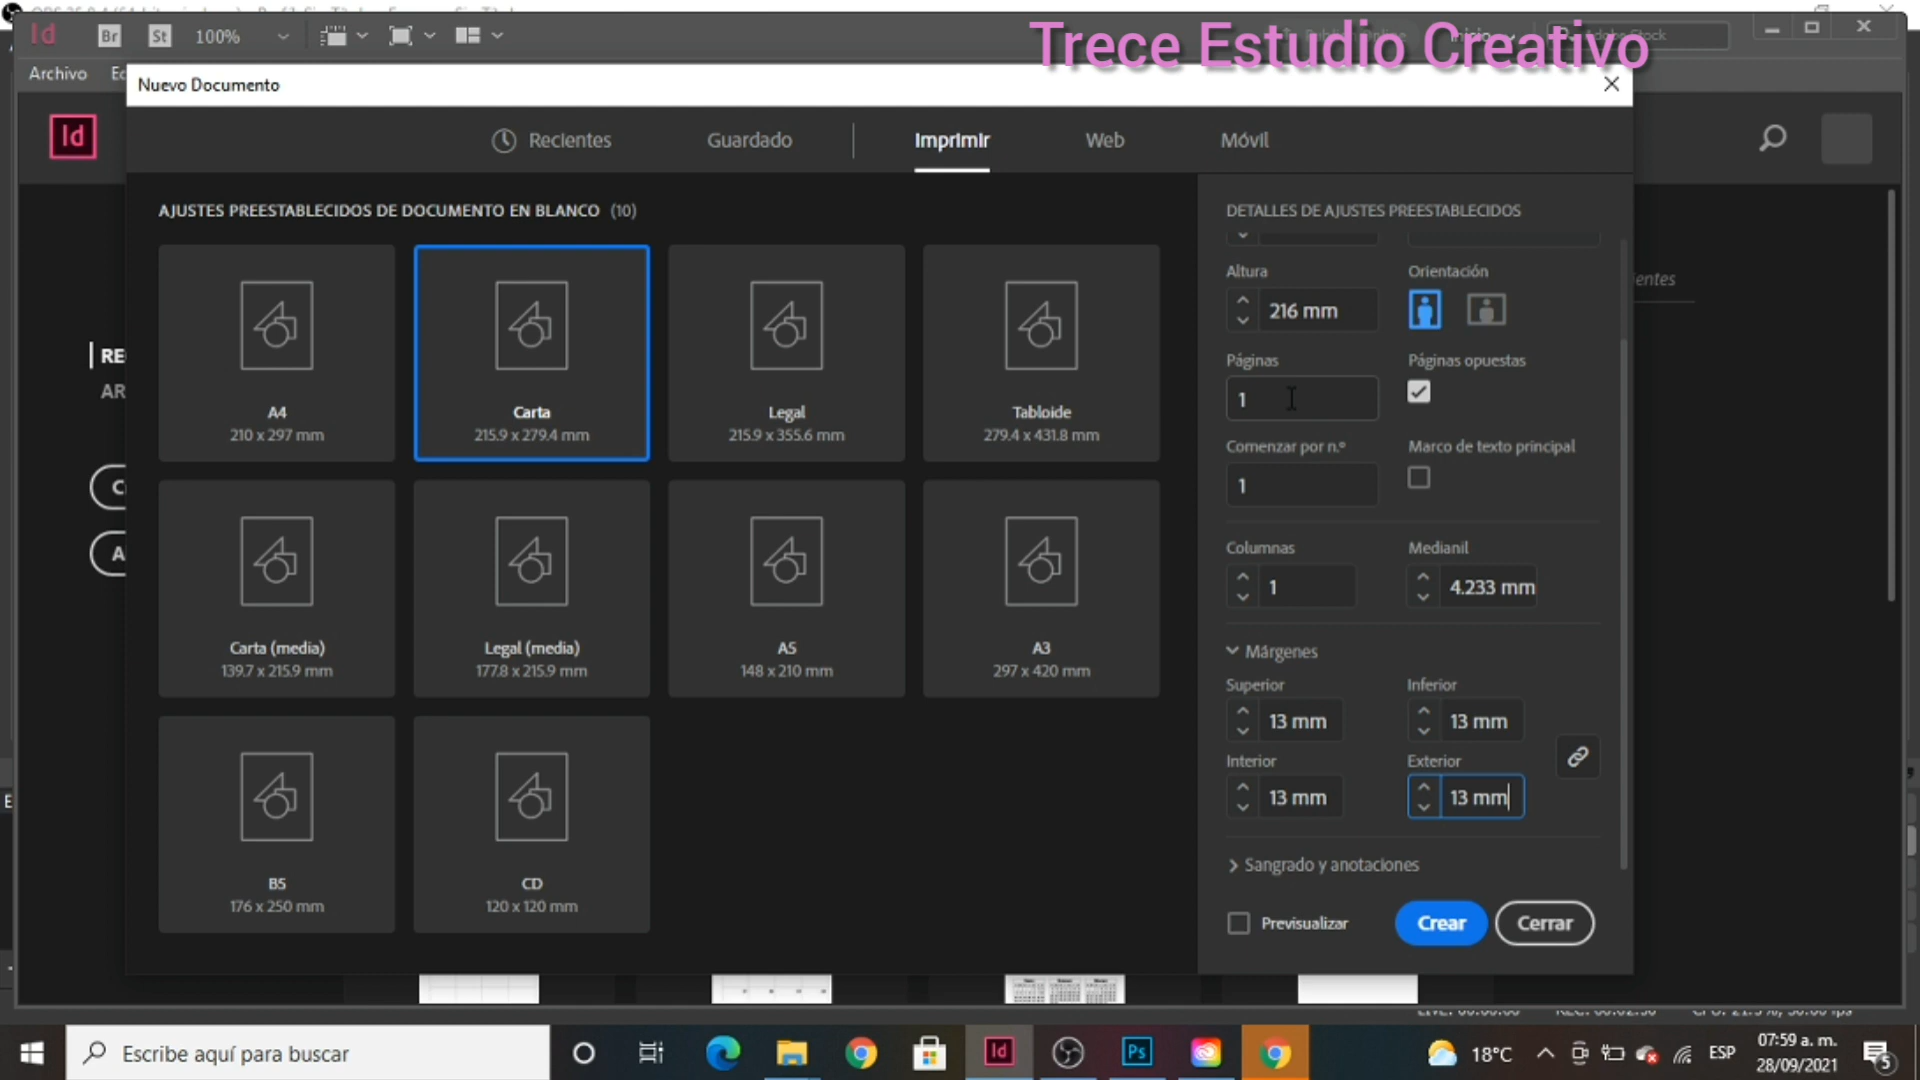 Id
Br
St
100%
Trece Estudio Creativo
Archivo
Nuevo Documento
Id
Recientes
Guardado
Imprimir
Web
Móvil
AJUSTES PREESTABLECIDOS DE DOCUMENTO EN BLANCO (10)
A4
210 x 297 mm
Carta
215.9 x 279.4 mm
Legal
215.9 x 355.6 mm
Tabloide
279.4 x 431.8 mm
Carta (media)
139.7 x 215.9 mm
Legal (media)
177.8 x 215.9 mm
A5
148 x 210 mm
A3
297 x 420 mm
B5
176 x 250 mm
CD
120 x 120 mm
DETALLES DE AJUSTES PREESTABLECIDOS
Altura
216 mm
Orientación
Páginas
1
Páginas opuestas
Comenzar por n.º
1
Marco de texto principal
Columnas
1
Medianil
4.233 mm
Márgenes
Superior
13 mm
Inferior
13 mm
Interior
13 mm
Exterior
13 mm
Sangrado y anotaciones
Previsualizar
Crear
Cerrar
Escribe aquí para buscar
Id
Ps
18°C
ESP
07:59 a. m.
28/09/2021
5